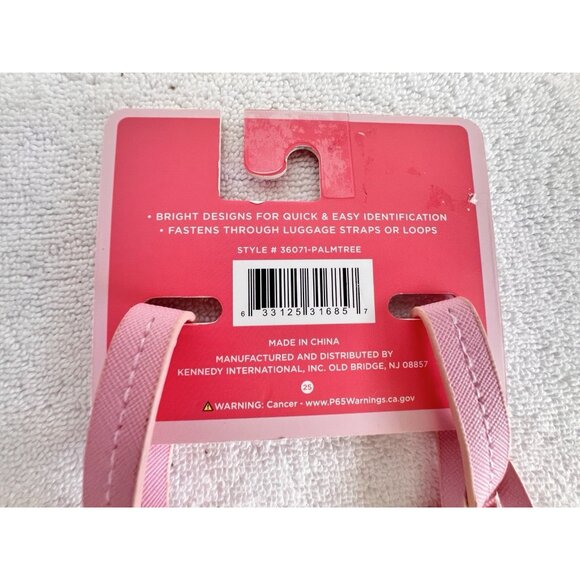 • BRIGHT DESIGNS FOR QUICK & EASY IDENTIFICATION
• FASTENS THROUGH LUGGAGE STRAPS OR LOOPS
STYLE # 36071-PALMTREE
6 33125 31685 7
MADE IN CHINA
MANUFACTURED AND DISTRIBUTED BY
KENNEDY INTERNATIONAL, INC. OLD BRIDGE, NJ 08857
25
⚠ WARNING: Cancer - www.P65Warnings.ca.gov